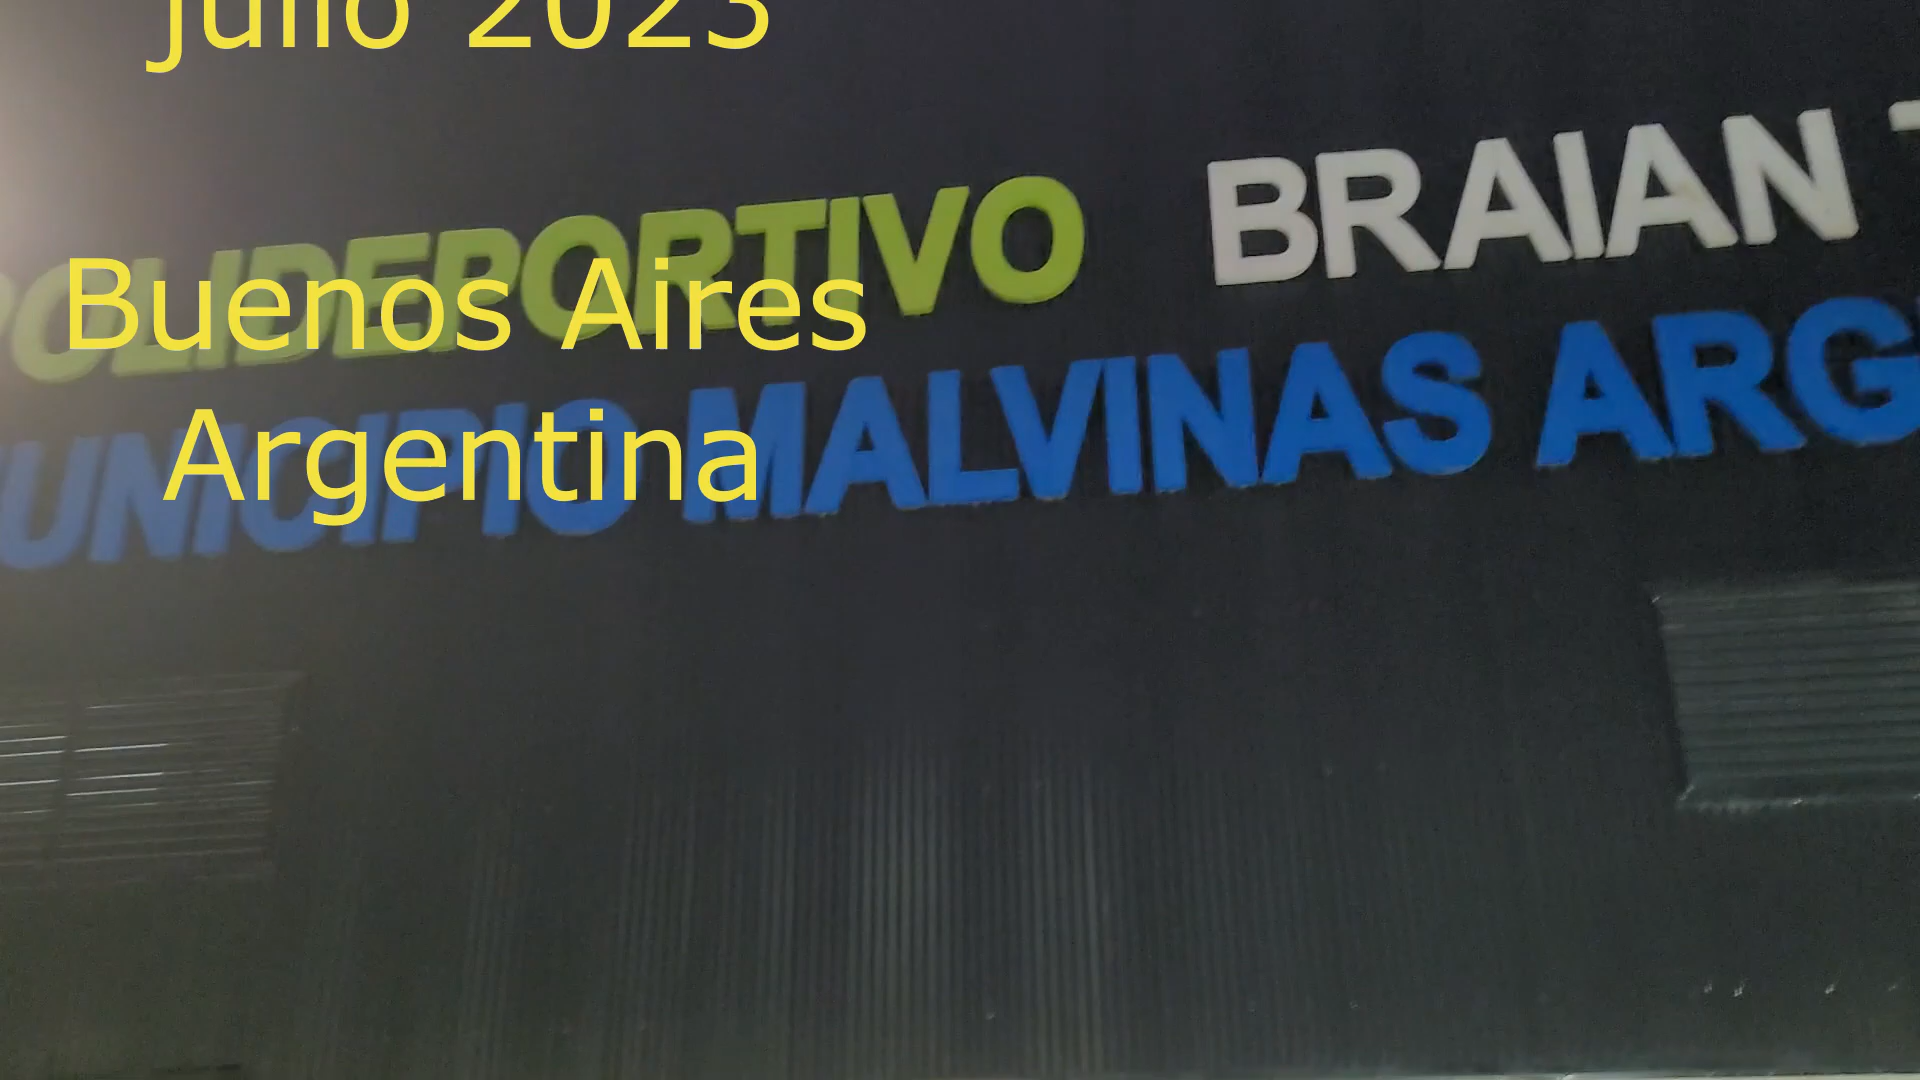 julio 2023
POLIDEPORTIVO BRAIAN T
Buenos Aires
MUNICIPIO MALVINAS ARG
Argentina